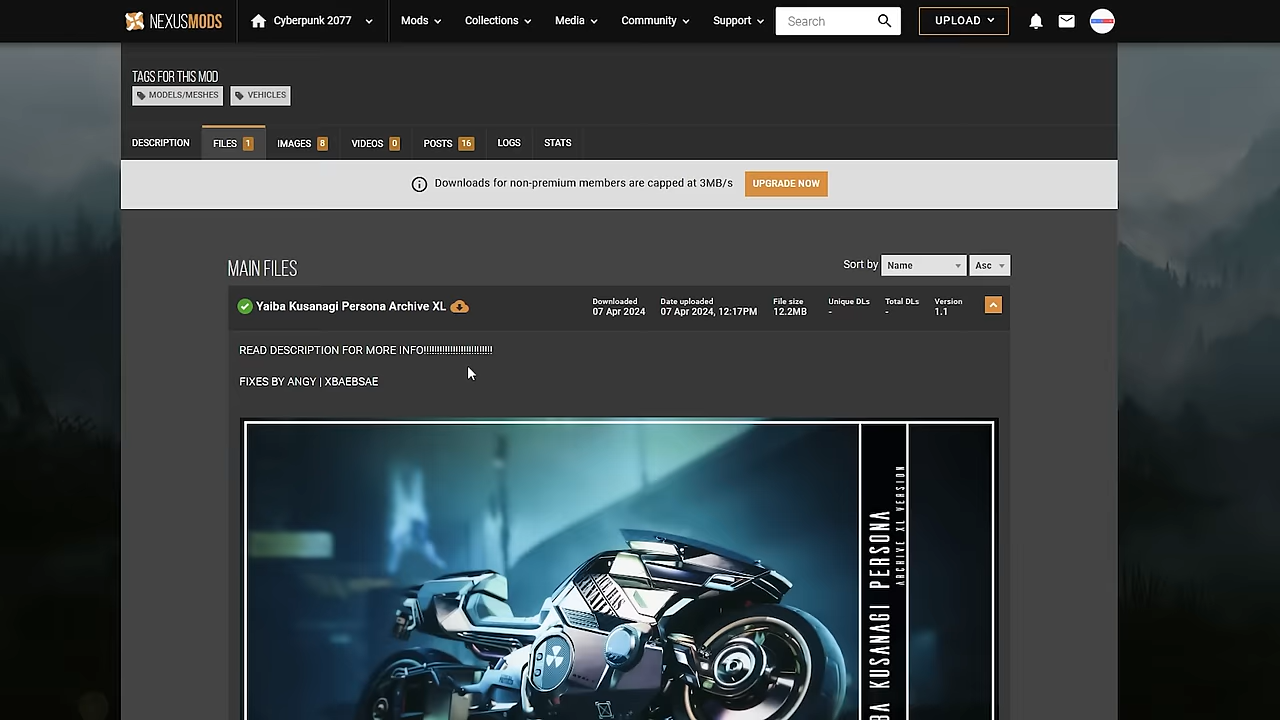 NEXUSMODS
Cyberpunk 2077
Mods
Collections
Media
Community
Support
Search
UPLOAD
TAGS FOR THIS MOD
MODELS/MESHES
VEHICLES
DESCRIPTION
FILES 1
IMAGES 8
VIDEOS 0
POSTS 16
LOGS
STATS
Downloads for non-premium members are capped at 3MB/s
UPGRADE NOW
MAIN FILES
Sort by
Name
Asc
Yaiba Kusanagi Persona Archive XL
Downloaded
07 Apr 2024
Date uploaded
07 Apr 2024, 12:17PM
File size
12.2MB
Unique DLs
-
Total DLs
-
Version
1.1
READ DESCRIPTION FOR MORE INFO!!!!!!!!!!!!!!!!!!!!!!!!!!
FIXES BY ANGY | XBAEBSAE
BA KUSANAGI PERSONA
ARCHIVE XL VERSION